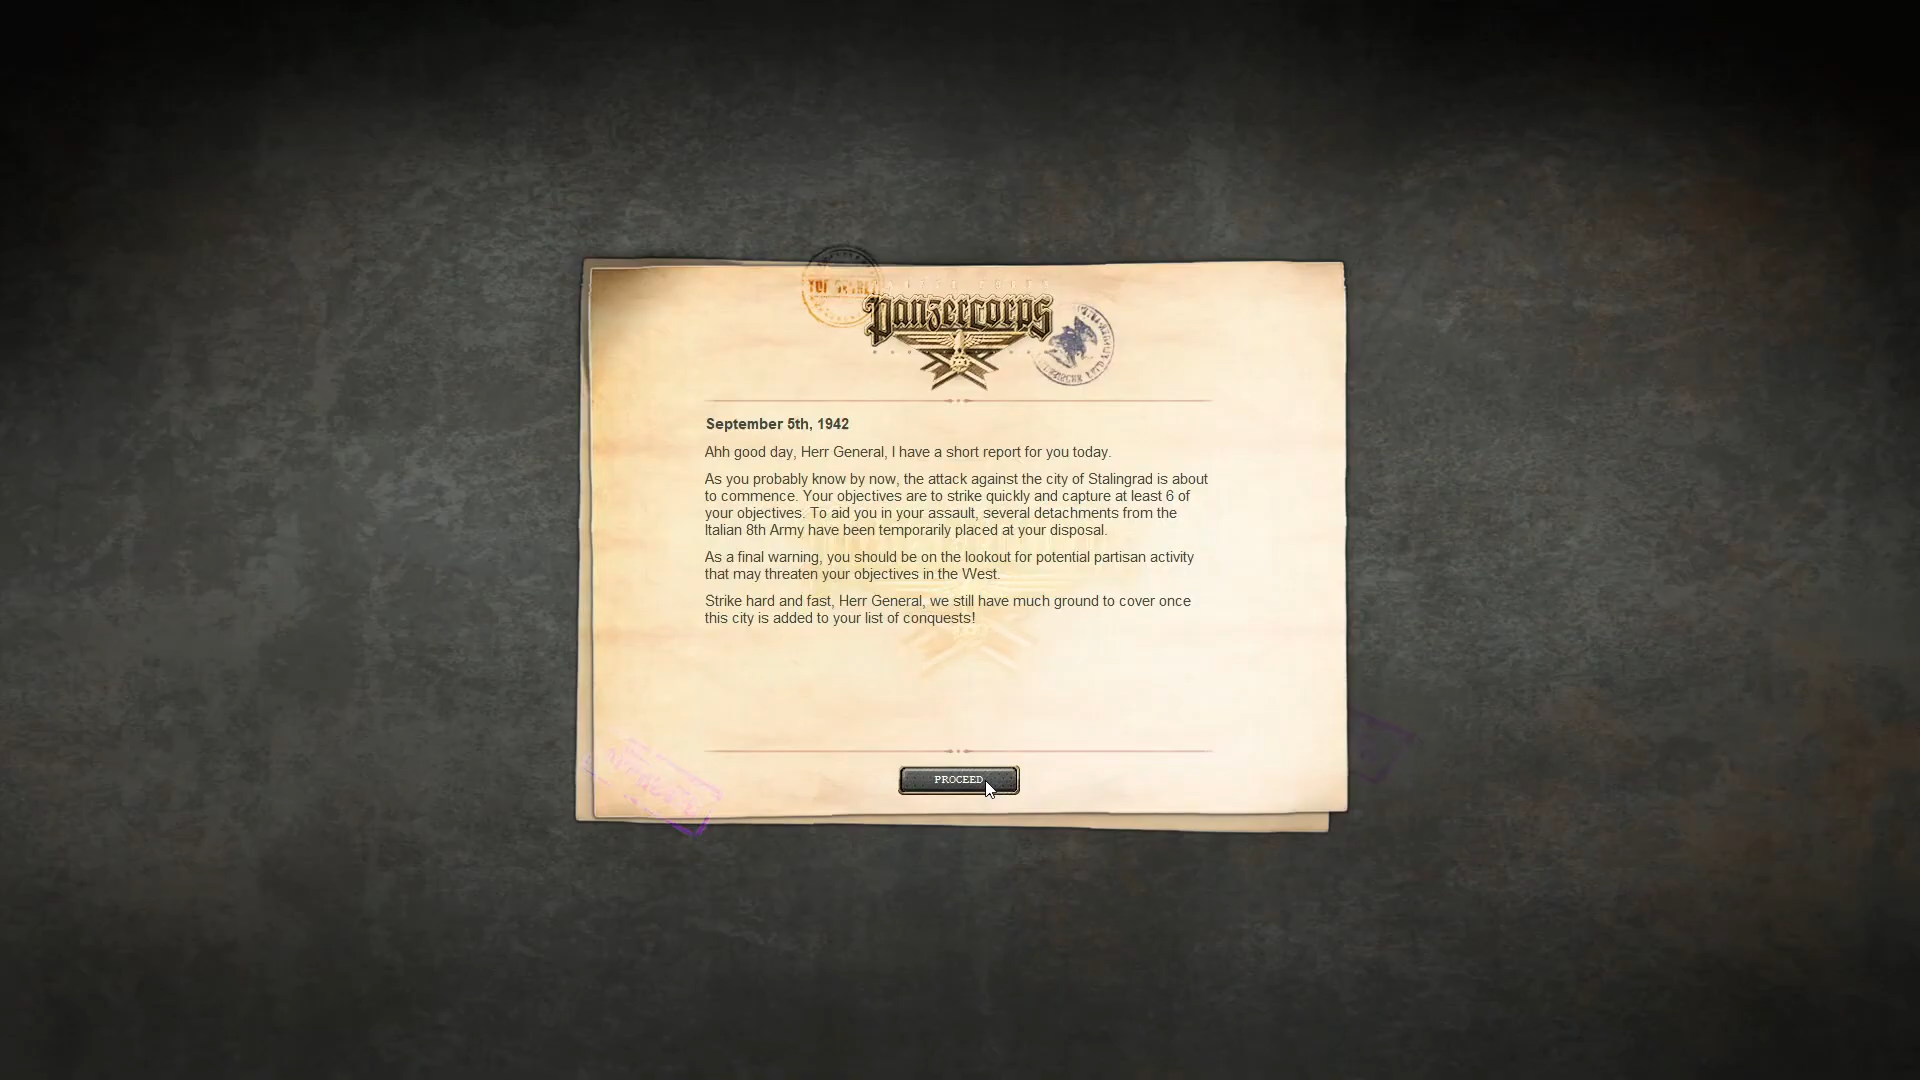 TOP SECRET
Panzercorps
September 5th, 1942
Ahh good day, Herr General, I have a short report for you today.
As you probably know by now, the attack against the city of Stalingrad is about
to commence. Your objectives are to strike quickly and capture at least 6 of
your objectives. To aid you in your assault, several detachments from the
Italian 8th Army have been temporarily placed at your disposal.
As a final warning, you should be on the lookout for potential partisan activity
that may threaten your objectives in the West.
Strike hard and fast, Herr General, we still have much ground to cover once
this city is added to your list of conquests!
PROCEED